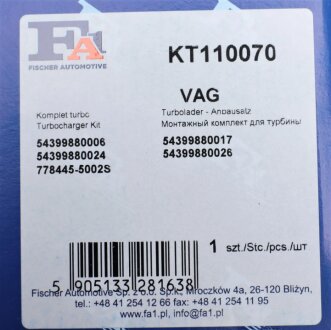 FA1
FISCHER AUTOMOTIVE
KT110070
VAG
Komplet turbo
Turbocharger Kit
Turbolader - Anbausatz
Монтажный комплект для турбины
54399880006
54399880017
54399880024
54399880026
778445-5002S
1 szt./Stc./pcs./шт
5 905133 281638
Fischer Automotive Sp. z o.o. Sp.k., Mroczków 4a, 26-120 Bliżyn,
tel.: +48 41 254 12 66 fax +48 41 254 11 95
www.fa1.pl, info@fa1.pl